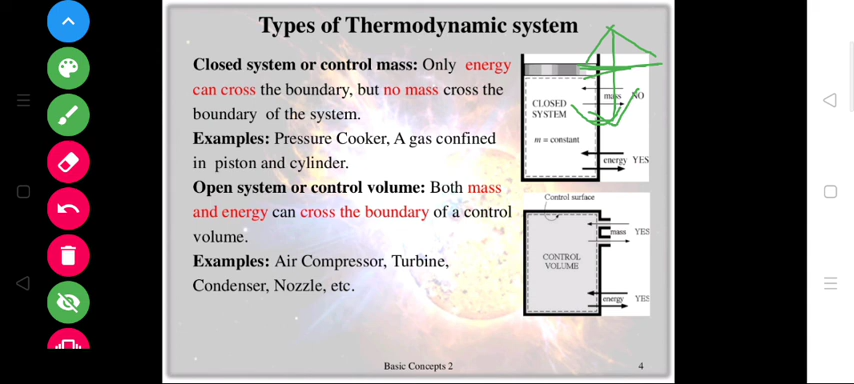 Types of Thermodynamic system
Closed system or control mass: Only energy
can cross the boundary, but no mass cross the
boundary of the system.
Examples: Pressure Cooker, A gas confined
in piston and cylinder.
Open system or control volume: Both mass
and energy can cross the boundary of a control
volume.
Examples: Air Compressor, Turbine,
Condenser, Nozzle, etc.
CLOSED
SYSTEM
m = constant
mass NO
energy YES
Control surface
CONTROL
VOLUME
mass YES
energy YES
Basic Concepts 2
4